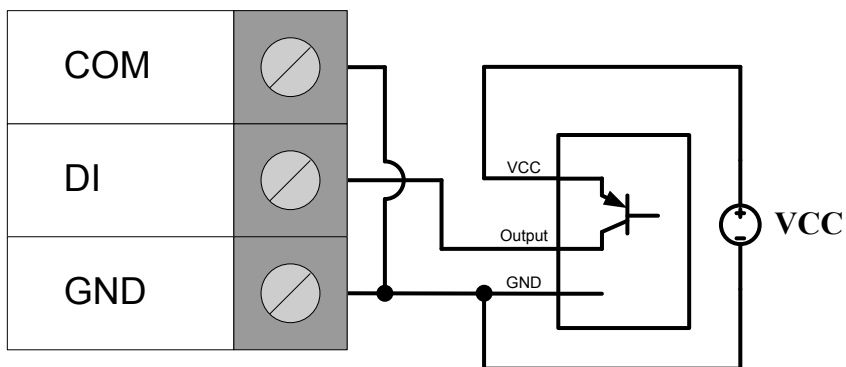 COM
DI
GND
VCC
Output
GND
VCC